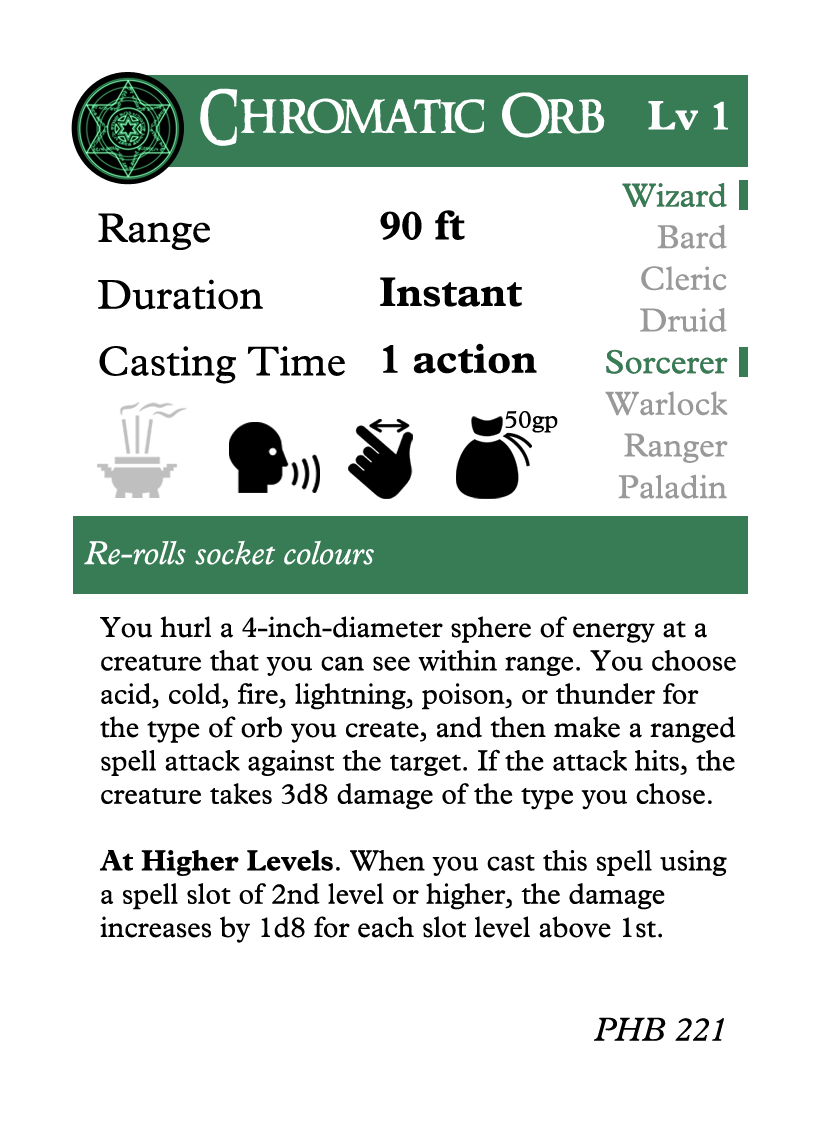 Chromatic Orb Lv 1
Wizard
Bard
Cleric
Druid
Sorcerer
Warlock
Ranger
Paladin
Range 90 ft
Duration Instant
Casting Time 1 action
50gp
Re-rolls socket colours
You hurl a 4-inch-diameter sphere of energy at a
creature that you can see within range. You choose
acid, cold, fire, lightning, poison, or thunder for
the type of orb you create, and then make a ranged
spell attack against the target. If the attack hits, the
creature takes 3d8 damage of the type you chose.
At Higher Levels. When you cast this spell using
a spell slot of 2nd level or higher, the damage
increases by 1d8 for each slot level above 1st.
PHB 221